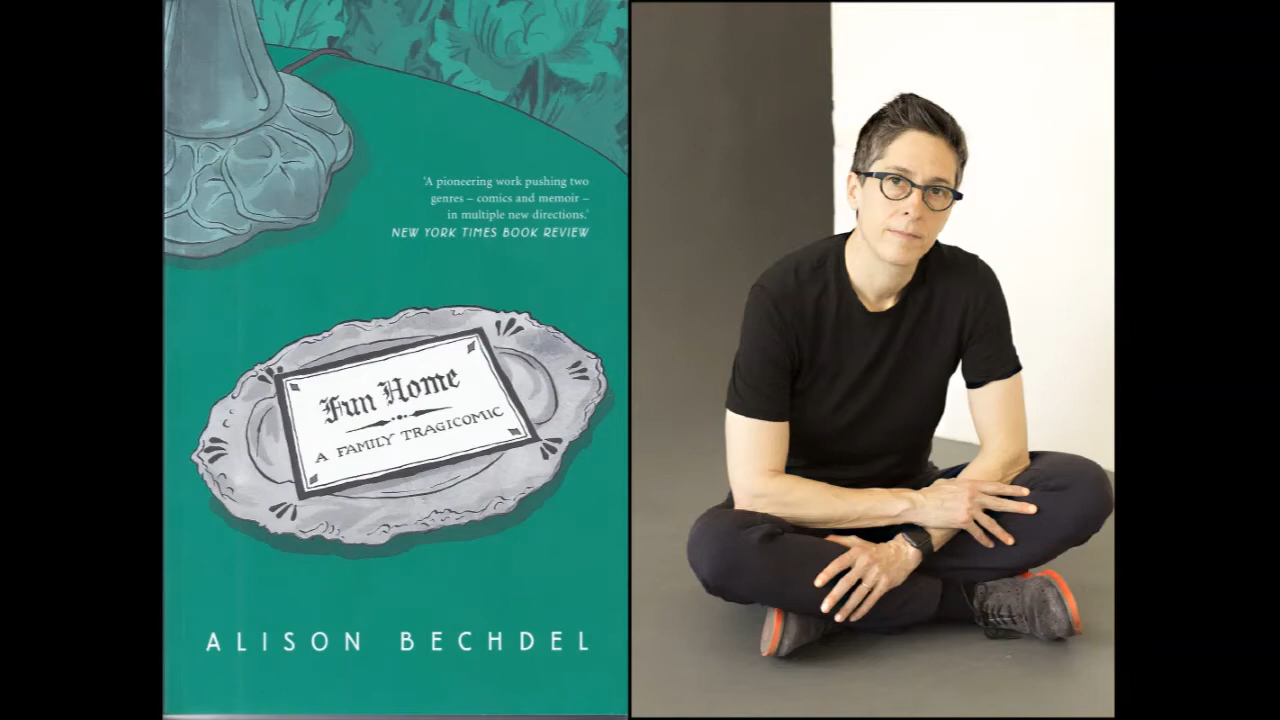 'A pioneering work pushing two
genres – comics and memoir –
in multiple new directions.'
NEW YORK TIMES BOOK REVIEW
Fun Home
A FAMILY TRAGICOMIC
ALISON BECHDEL